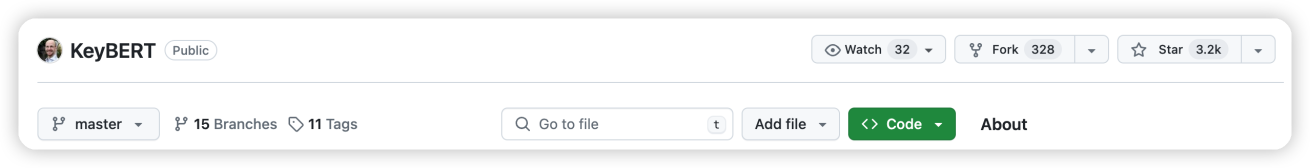 KeyBERT Public Watch 32 Fork 328 Star 3.2k
master 15 Branches 11 Tags Go to file t Add file <> Code About